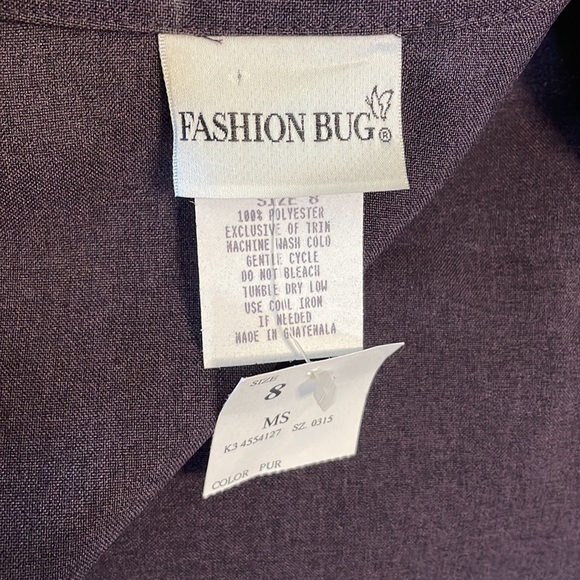 FASHION BUG®
SIZE 8
100% POLYESTER
EXCLUSIVE OF TRIM
MACHINE WASH COLD
GENTLE CYCLE
DO NOT BLEACH
TUMBLE DRY LOW
USE COOL IRON
IF NEEDED
MADE IN GUATEMALA
SIZE
8
MS
K3 4554127 SZ. 0315
COLOR PUR